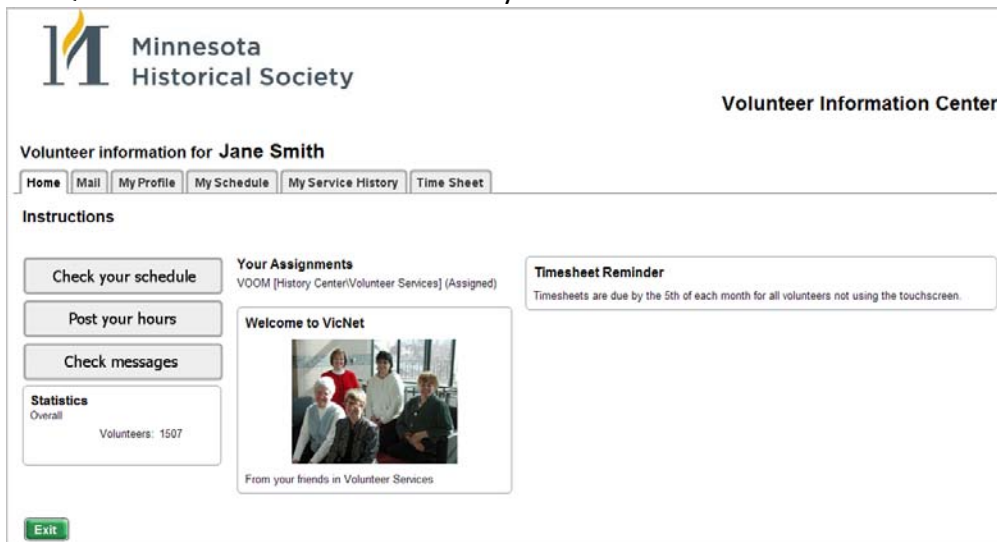 Minnesota
Historical Society
Volunteer Information Center
Volunteer information for Jane Smith
Home Mail My Profile My Schedule My Service History Time Sheet
Instructions
Check your schedule
Post your hours
Check messages
Statistics
Overall
Volunteers: 1507
Your Assignments
VOOM [History Center\Volunteer Services] (Assigned)
Welcome to VicNet
From your friends in Volunteer Services
Timesheet Reminder
Timesheets are due by the 5th of each month for all volunteers not using the touchscreen.
Exit